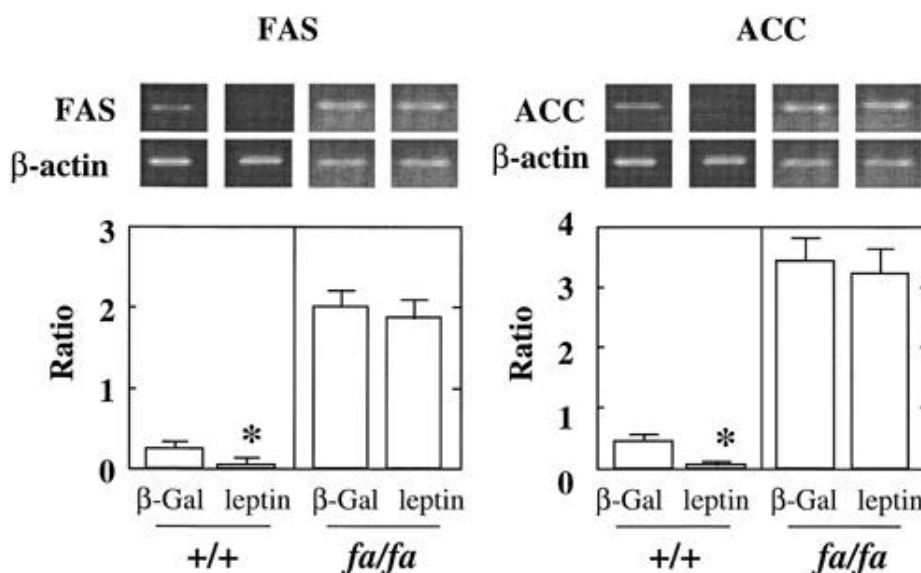 FAS ACC
FAS ACC
β-actin β-actin
3 4
2 3
1 2
0 1
0
Ratio Ratio
* *
β-Gal leptin β-Gal leptin β-Gal leptin β-Gal leptin
+/+ fa/fa +/+ fa/fa